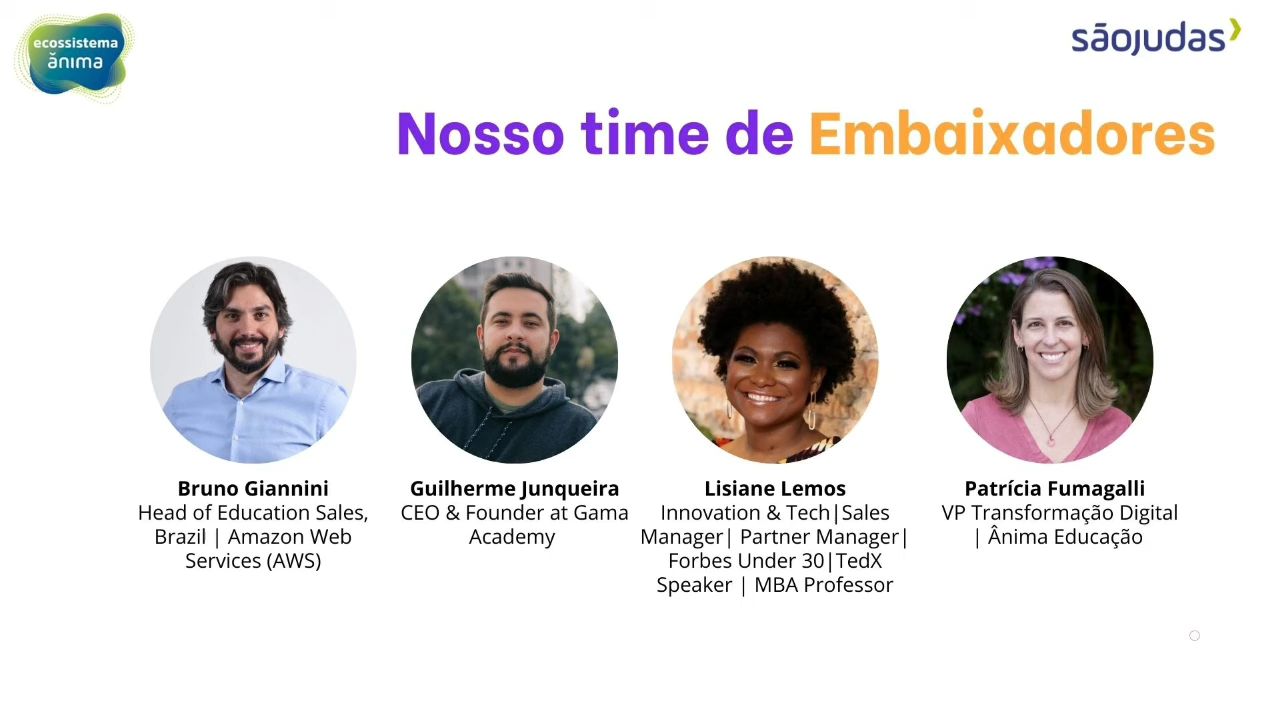 ecossistema
ănıma
sãojudas
Nosso time de Embaixadores
Bruno Giannini
Head of Education Sales,
Brazil | Amazon Web
Services (AWS)
Guilherme Junqueira
CEO & Founder at Gama
Academy
Lisiane Lemos
Innovation & Tech|Sales
Manager| Partner Manager|
Forbes Under 30|TedX
Speaker | MBA Professor
Patrícia Fumagalli
VP Transformação Digital
| Ânima Educação